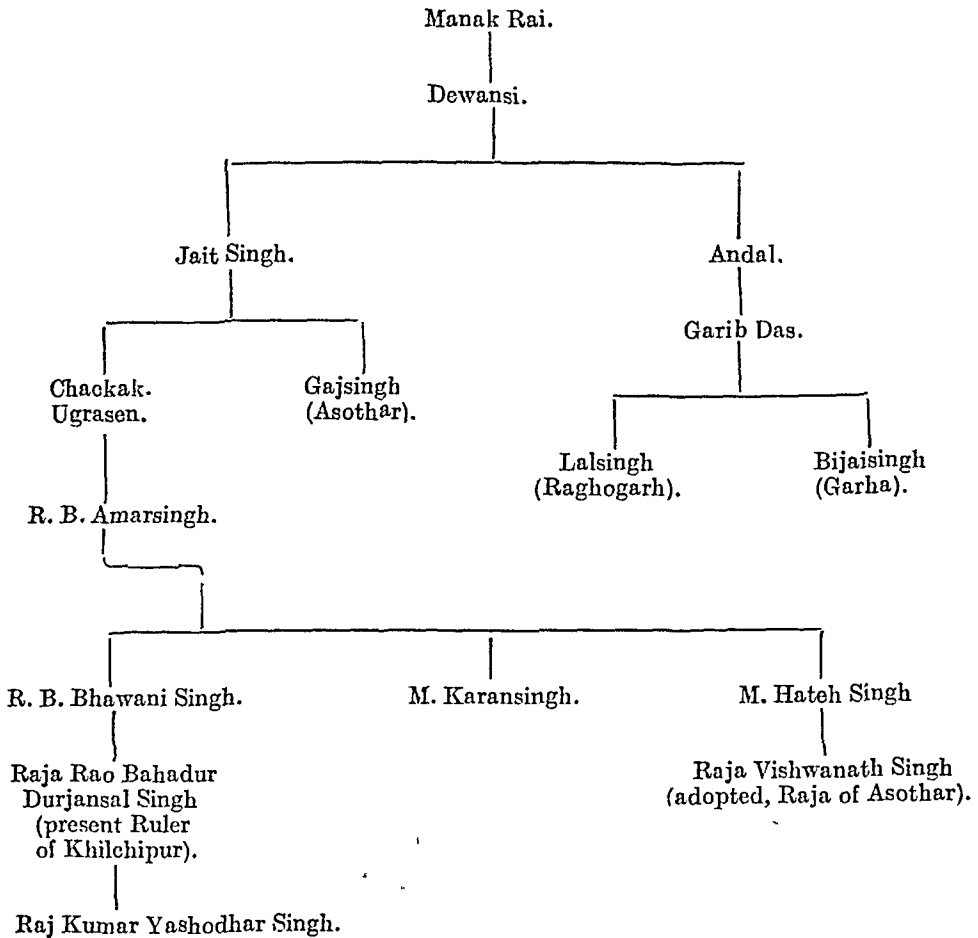 Manak Rai.
Dewansi.
Jait Singh.
Andal.
Garib Das.
Chackak.
Ugrasen.
Gajsingh
(Asothar).
Lalsingh
(Raghogarh).
Bijaisingh
(Garha).
R. B. Amarsingh.
R. B. Bhawani Singh.
M. Karansingh.
M. Hateh Singh
Raja Rao Bahadur
Durjansal Singh
(present Ruler
of Khilchipur).
Raja Vishwanath Singh
(adopted, Raja of Asothar).
Raj Kumar Yashodhar Singh.